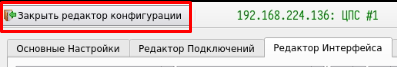 Закрыть редактор конфигурации 192.168.224.136: ЦПС #1
Основные Настройки Редактор Подключений Редактор Интерфейса